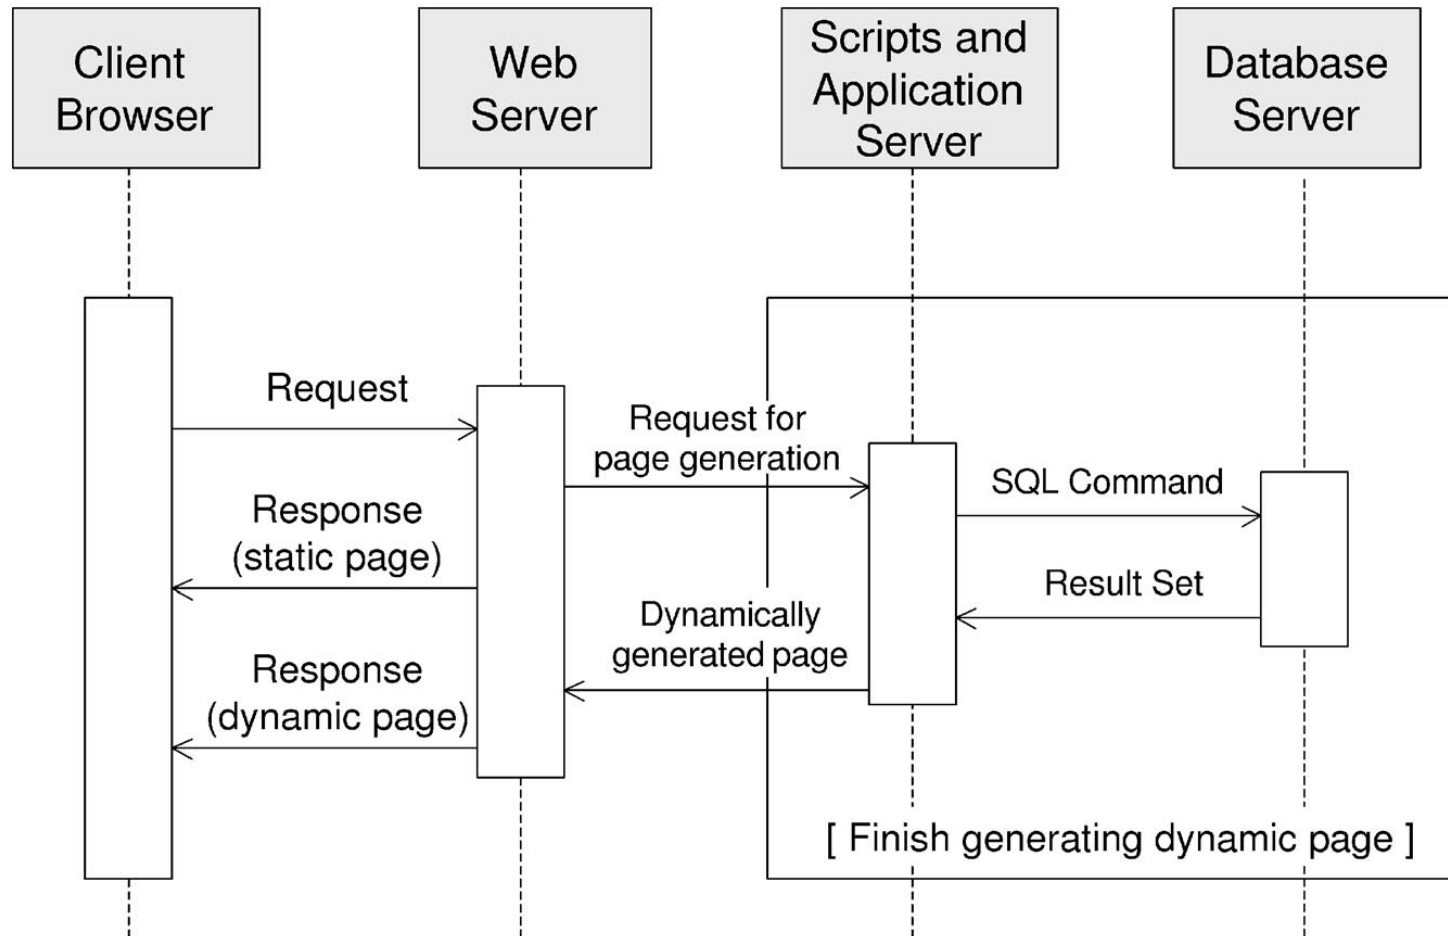 Client
Browser
Web
Server
Scripts and
Application
Server
Database
Server
Request
Request for
page generation
SQL Command
Response
(static page)
Result Set
Dynamically
generated page
Response
(dynamic page)
[ Finish generating dynamic page ]